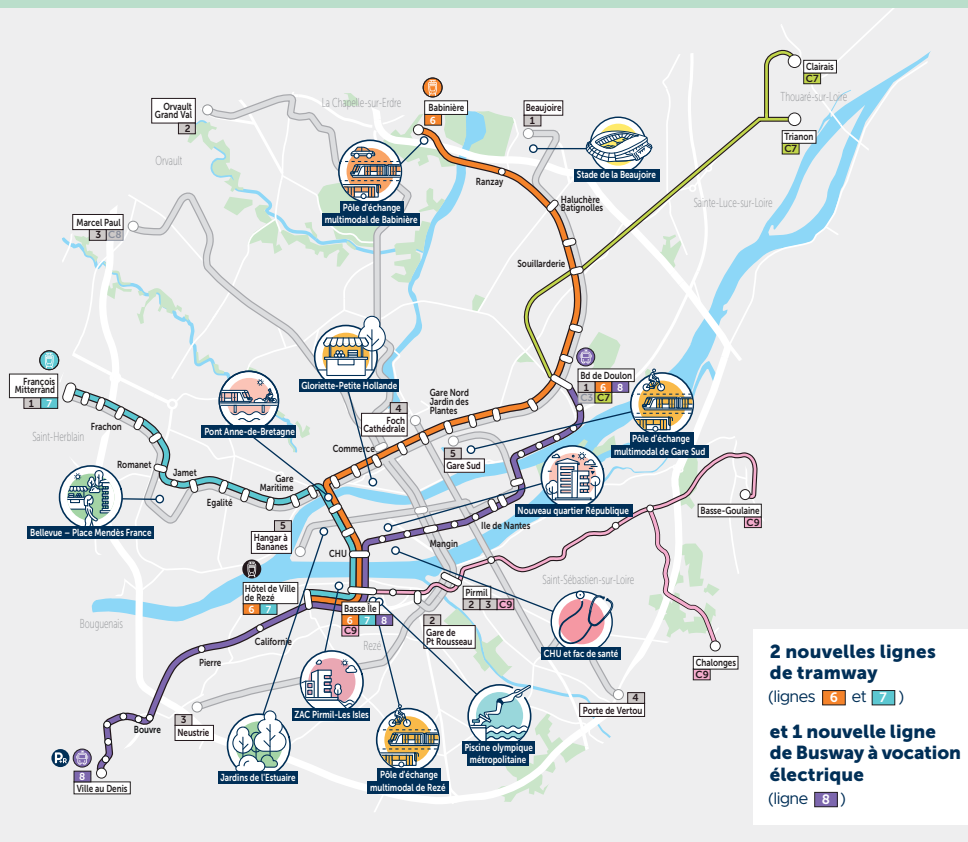 Orvault
Grand Val
2
La Chapelle-sur-Erdre
Babinière
6
Beaujoire
1
Clairais
C7
Thouaré-sur-Loire
Trianon
C7
Orvault
Stade de la Beaujoire
Ranzay
Pôle d'échange
multimodal de Babinière
Haluchère
Batignolles
Sainte-Luce-sur-Loire
Marcel Paul
3 C8
Souillarderie
François
Mitterrand
1 7
Gloriette-Petite Hollande
Bd de Doulon
1 6 8
C3 C7
Gare Nord
Jardin des
Plantes
4
Foch
Cathédrale
Pont Anne-de-Bretagne
Frachon
Saint-Herblain
Commerce
5
Gare Sud
Pôle d'échange
multimodal de Gare Sud
Romanet
Jamet
Gare
Maritime
Egalité
Bellevue – Place Mendès France
Nouveau quartier République
Basse-Goulaine
C9
5
Hangar à
Bananes
Ile de Nantes
Mangin
CHU
Hôtel de Ville
de Rezé
6 7
Basse Île
6 7 8
C9
Pirmil
2 3 C9
Saint-Sébastien-sur-Loire
2
Gare de
Pt Rousseau
Bouguenais
Californie
Rezé
CHU et fac de santé
Pierre
Chalonges
C9
ZAC Pirmil-Les Isles
4
Porte de Vertou
3
Neustrie
Bouvre
Piscine olympique
métropolitaine
P+R
8
Ville au Denis
Jardins de l'Estuaire
Pôle d'échange
multimodal de Rezé
2 nouvelles lignes
de tramway
(lignes 6 et 7 )
et 1 nouvelle ligne
de Busway à vocation
électrique
(ligne 8 )